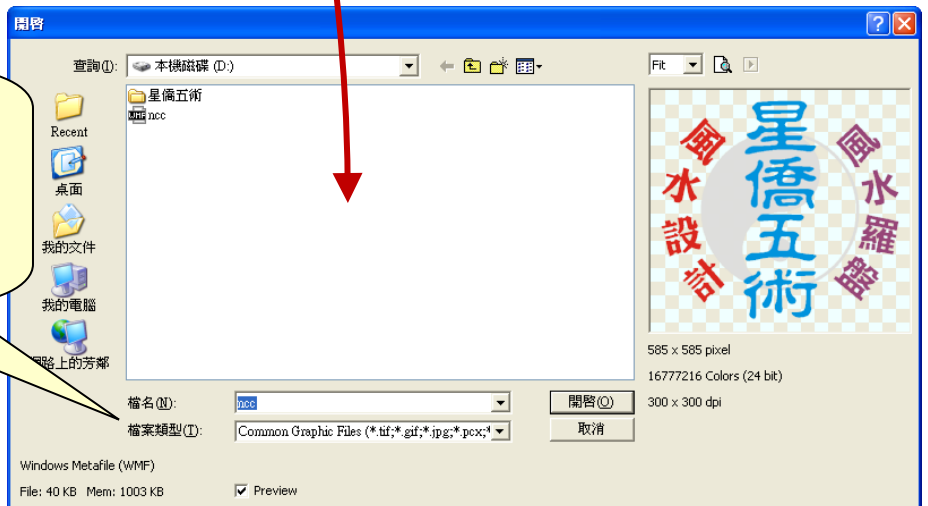 開啓
查詢(I): 本機磁碟 (D:) Fit
星僑五術
ncc
Recent
桌面
我的文件
我的電腦
路上的芳鄰
風水設計
星僑五術
風水羅盤
585 x 585 pixel
16777216 Colors (24 bit)
300 x 300 dpi
檔名(N): ncc 開啓(O)
檔案類型(T): Common Graphic Files (*.tif;*.gif;*.jpg;*.pcx;* 取消
Windows Metafile (WMF)
File: 40 KB Mem: 1003 KB Preview